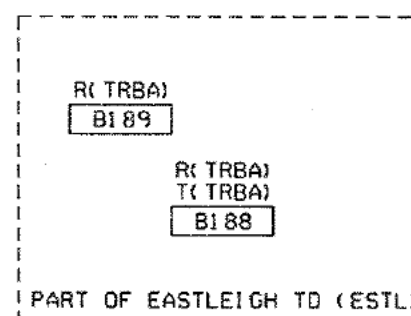 R(TRBA)
B189
R(TRBA)
T(TRBA)
B188
PART OF EASTLEIGH TD (ESTL